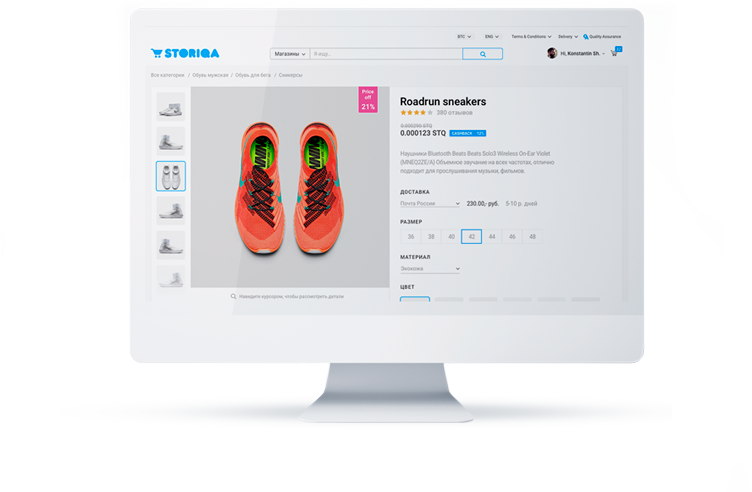 BTC ENG Terms & Conditions Delivery Quality Assurance
STORIQA Магазины Я ищу... Hi, Konstantin Sh.
Все категории / Обувь мужская / Обувь для бега / Сникерсы
Price
off
21%
Roadrun sneakers
380 отзывов
0.000123 STQ CASHBACK 12%
Наушники Bluetooth Beats Beats Solo3 Wireless On-Ear Violet
(MNEQ2ZE/A) Объёмное звучание на всех частотах, отлично
подходит для прослушивания музыки, фильмов.
ДОСТАВКА
Почта России 230.00,- руб. 5-10 р. дней
РАЗМЕР
36 38 40 42 44 46 48
МАТЕРИАЛ
Экокожа
ЦВЕТ
Наведите курсором, чтобы рассмотреть детали